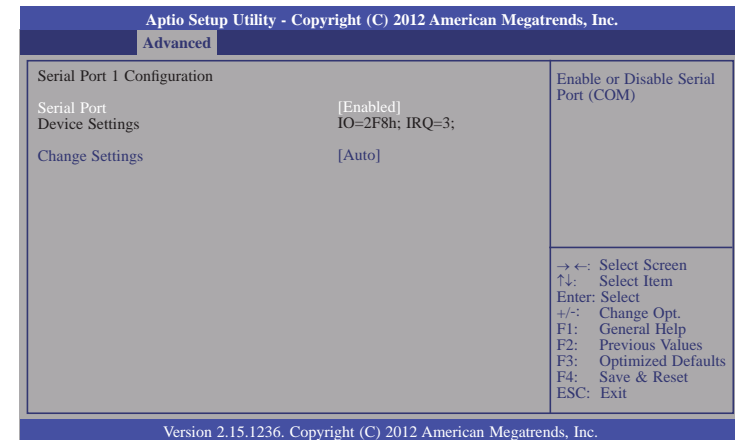 Aptio Setup Utility - Copyright (C) 2012 American Megatrends, Inc.
Advanced
Serial Port 1 Configuration
Serial Port [Enabled]
Device Settings IO=2F8h; IRQ=3;
Change Settings [Auto]
Enable or Disable Serial
Port (COM)
→ ←: Select Screen
↑↓: Select Item
Enter: Select
+/-: Change Opt.
F1: General Help
F2: Previous Values
F3: Optimized Defaults
F4: Save & Reset
ESC: Exit
Version 2.15.1236. Copyright (C) 2012 American Megatrends, Inc.